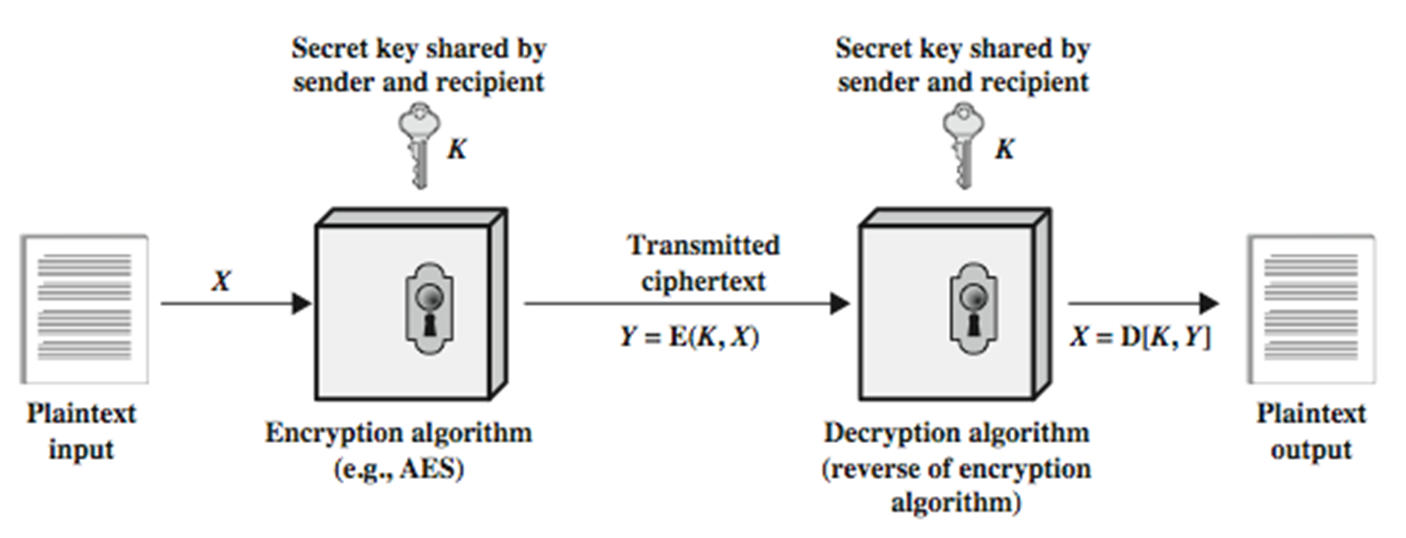 Secret key shared by
sender and recipient
K
Secret key shared by
sender and recipient
K
X
Transmitted
ciphertext
Y = E(K, X)
X = D[K, Y]
Plaintext
input
Encryption algorithm
(e.g., AES)
Decryption algorithm
(reverse of encryption
algorithm)
Plaintext
output